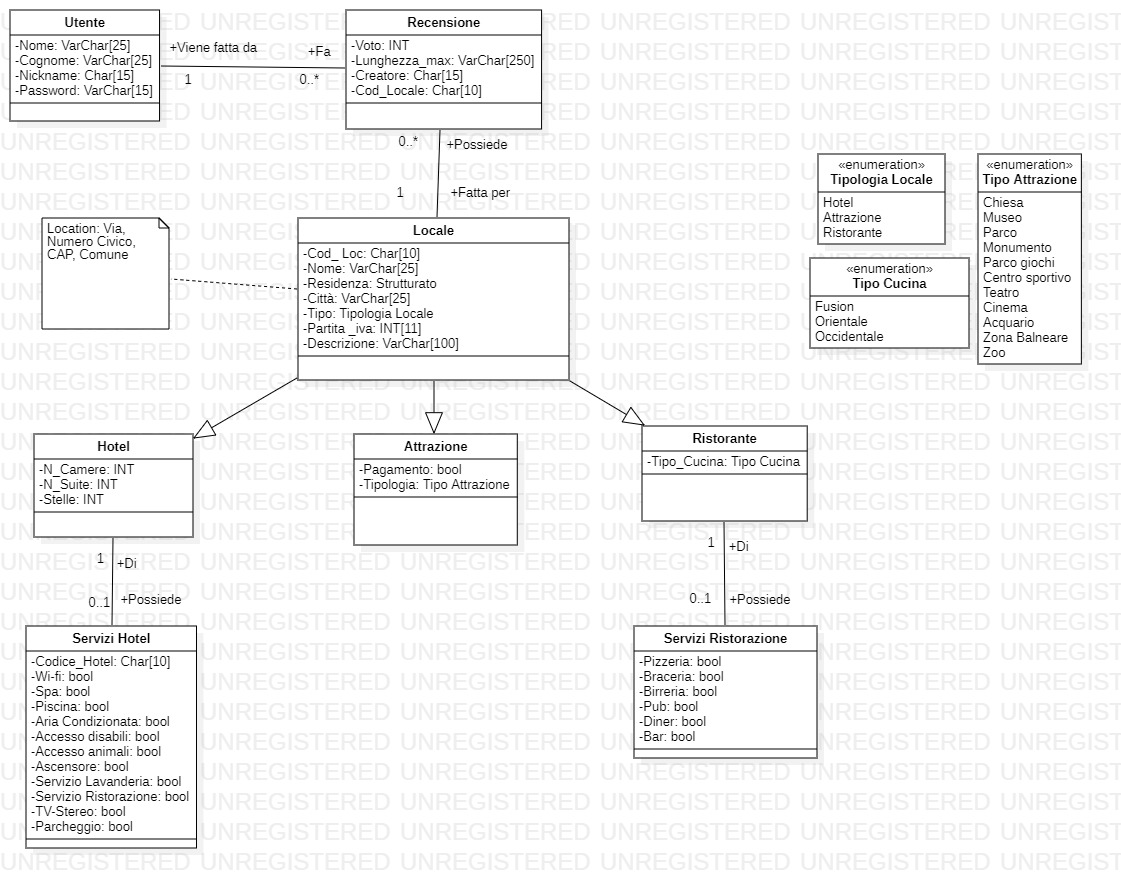 Utente
-Nome: VarChar[25]
-Cognome: VarChar[25]
-Nickname: Char[15]
-Password: VarChar[15]
+Viene fatta da
+Fa
1
0..*
Recensione
-Voto: INT
-Lunghezza_max: VarChar[250]
-Creatore: Char[15]
-Cod_Locale: Char[10]
0..*
+Possiede
1
+Fatta per
Location: Via,
Numero Civico,
CAP, Comune
Locale
-Cod_ Loc: Char[10]
-Nome: VarChar[25]
-Residenza: Strutturato
-Città: VarChar[25]
-Tipo: Tipologia Locale
-Partita _iva: INT[11]
-Descrizione: VarChar[100]
«enumeration»
Tipologia Locale
Hotel
Attrazione
Ristorante
«enumeration»
Tipo Cucina
Fusion
Orientale
Occidentale
«enumeration»
Tipo Attrazione
Chiesa
Museo
Parco
Monumento
Parco giochi
Centro sportivo
Teatro
Cinema
Acquario
Zona Balneare
Zoo
Hotel
-N_Camere: INT
-N_Suite: INT
-Stelle: INT
Attrazione
-Pagamento: bool
-Tipologia: Tipo Attrazione
Ristorante
-Tipo_Cucina: Tipo Cucina
1
+Di
0..1
+Possiede
1
+Di
0..1
+Possiede
Servizi Hotel
-Codice_Hotel: Char[10]
-Wi-fi: bool
-Spa: bool
-Piscina: bool
-Aria Condizionata: bool
-Accesso disabili: bool
-Accesso animali: bool
-Ascensore: bool
-Servizio Lavanderia: bool
-Servizio Ristorazione: bool
-TV-Stereo: bool
-Parcheggio: bool
Servizi Ristorazione
-Pizzeria: bool
-Braceria: bool
-Birreria: bool
-Pub: bool
-Diner: bool
-Bar: bool
UNREGISTERED